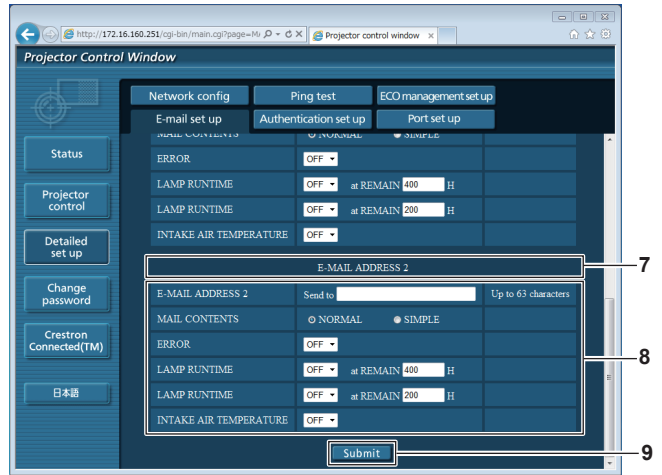 http://172.16.160.251/cgi-bin/main.cgi?page=M
Projector control window
Projector Control Window
Network config Ping test ECO management set up
E-mail set up Authentication set up Port set up
MAIL CONTENTS NORMAL SIMPLE
Status
ERROR OFF
LAMP RUNTIME OFF at REMAIN 400 H
Projector
control
LAMP RUNTIME OFF at REMAIN 200 H
INTAKE AIR TEMPERATURE OFF
Detailed
set up
E-MAIL ADDRESS 2
7
Change
password
E-MAIL ADDRESS 2 Send to Up to 63 characters
MAIL CONTENTS NORMAL SIMPLE
Crestron
Connected(TM)
ERROR OFF
8
LAMP RUNTIME OFF at REMAIN 400 H
日本語
LAMP RUNTIME OFF at REMAIN 200 H
INTAKE AIR TEMPERATURE OFF
Submit
9